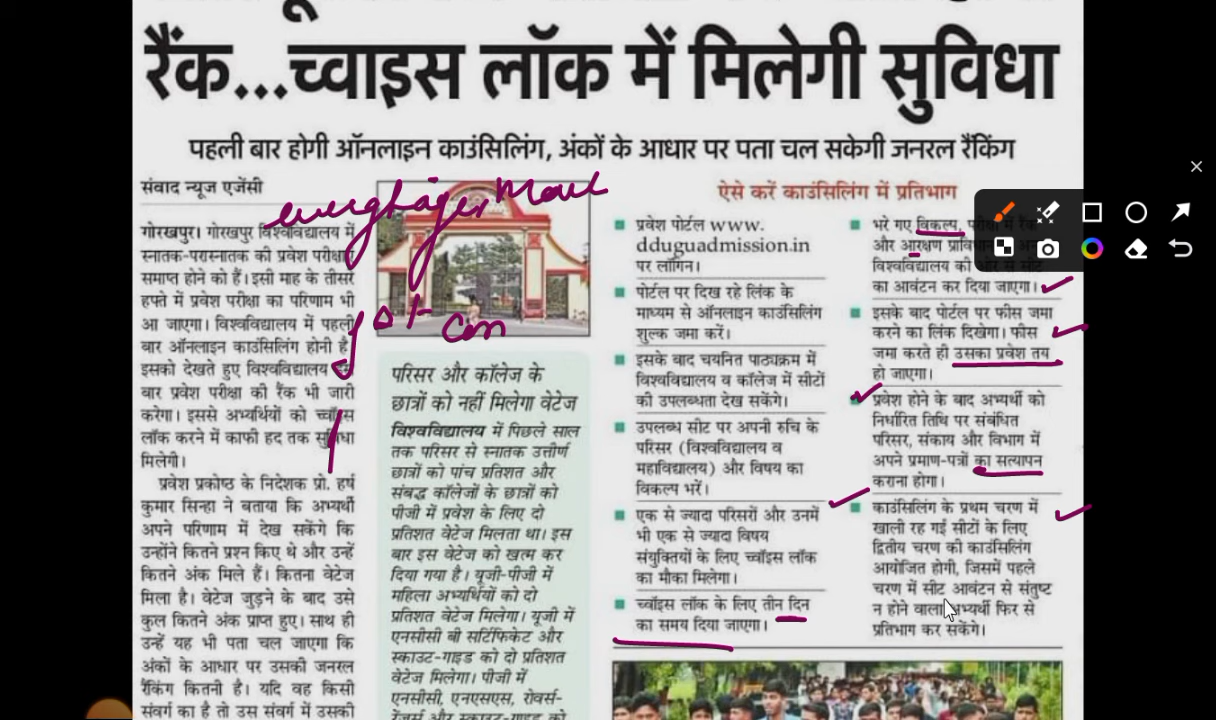 रैंक...च्वाइस लॉक में मिलेगी सुविधा
पहली बार होगी ऑनलाइन काउंसिलिंग, अंकों के आधार पर पता चल सकेगी जनरल रैंकिंग
संवाद न्यूज एजेंसी
गोरखपुर। गोरखपुर विश्वविद्यालय में
स्नातक-परास्नातक की प्रवेश परीक्षाएं
समाप्त होने को हैं। इसी माह के तीसरे
हफ्ते में प्रवेश परीक्षा का परिणाम भी
आ जाएगा। विश्वविद्यालय में पहली
बार ऑनलाइन काउंसिलिंग होनी है।
इसको देखते हुए विश्वविद्यालय इस
बार प्रवेश परीक्षा की रैंक भी जारी
करेगा। इससे अभ्यर्थियों को च्वॉइस
लॉक करने में काफी हद तक सुविधा
मिलेगी।
प्रवेश प्रकोष्ठ के निदेशक प्रो. हर्ष
कुमार सिन्हा ने बताया कि अभ्यर्थी
अपने परिणाम में देख सकेंगे कि
उन्होंने कितने प्रश्न किए थे और उन्हें
कितने अंक मिले हैं। कितना वेटेज
मिला है। वेटेज जुड़ने के बाद उसे
कुल कितने अंक प्राप्त हुए। साथ ही
उन्हें यह भी पता चल जाएगा कि
अंकों के आधार पर उसकी जनरल
रैंकिंग कितनी है। यदि वह किसी
संवर्ग का है तो उस संवर्ग में उसकी
परिसर और कॉलेज के
छात्रों को नहीं मिलेगा वेटेज
विश्वविद्यालय में पिछले साल
तक परिसर से स्नातक उत्तीर्ण
छात्रों को पांच प्रतिशत और
संबद्ध कॉलेजों के छात्रों को
पीजी में प्रवेश के लिए दो
प्रतिशत वेटेज मिलता था। इस
बार इस वेटेज को खत्म कर
दिया गया है। यूजी-पीजी में
महिला अभ्यर्थियों को दो
प्रतिशत वेटेज मिलेगा। यूजी में
एनसीसी बी सर्टिफिकेट और
स्काउट-गाइड को दो प्रतिशत
वेटेज मिलेगा। पीजी में
एनसीसी, एनएसएस, रोवर्स-
रेंजर्स और स्काउट-गाइड को
ऐसे करें काउंसिलिंग में प्रतिभाग
प्रवेश पोर्टल www.
dduguadmission.in
पर लॉगिन।
पोर्टल पर दिख रहे लिंक के
माध्यम से ऑनलाइन काउंसिलिंग
शुल्क जमा करें।
इसके बाद चयनित पाठ्यक्रम में
विश्वविद्यालय व कॉलेज में सीटों
की उपलब्धता देख सकेंगे।
उपलब्ध सीट पर अपनी रुचि के
परिसर (विश्वविद्यालय व
महाविद्यालय) और विषय का
विकल्प भरें।
एक से ज्यादा परिसरों और उनमें
भी एक से ज्यादा विषय
संयुक्तियों के लिए च्वॉइस लॉक
का मौका मिलेगा।
च्वॉइस लॉक के लिए तीन दिन
का समय दिया जाएगा।
भरे गए विकल्प, परीक्षा में रैंक
और आरक्षण
विश्वविद्यालय की ओर से सीट
का आवंटन कर दिया जाएगा।
इसके बाद पोर्टल पर फीस जमा
करने का लिंक दिखेगा। फीस
जमा करते ही उसका प्रवेश तय
हो जाएगा।
प्रवेश होने के बाद अभ्यर्थी को
निर्धारित तिथि पर संबंधित
परिसर, संकाय और विभाग में
अपने प्रमाण-पत्रों का सत्यापन
कराना होगा।
काउंसिलिंग के प्रथम चरण में
खाली रह गई सीटों के लिए
द्वितीय चरण की काउंसिलिंग
आयोजित होगी, जिसमें पहले
चरण में सीट आवंटन से संतुष्ट
न होने वाला अभ्यर्थी फिर से
प्रतिभाग कर सकेंगे।